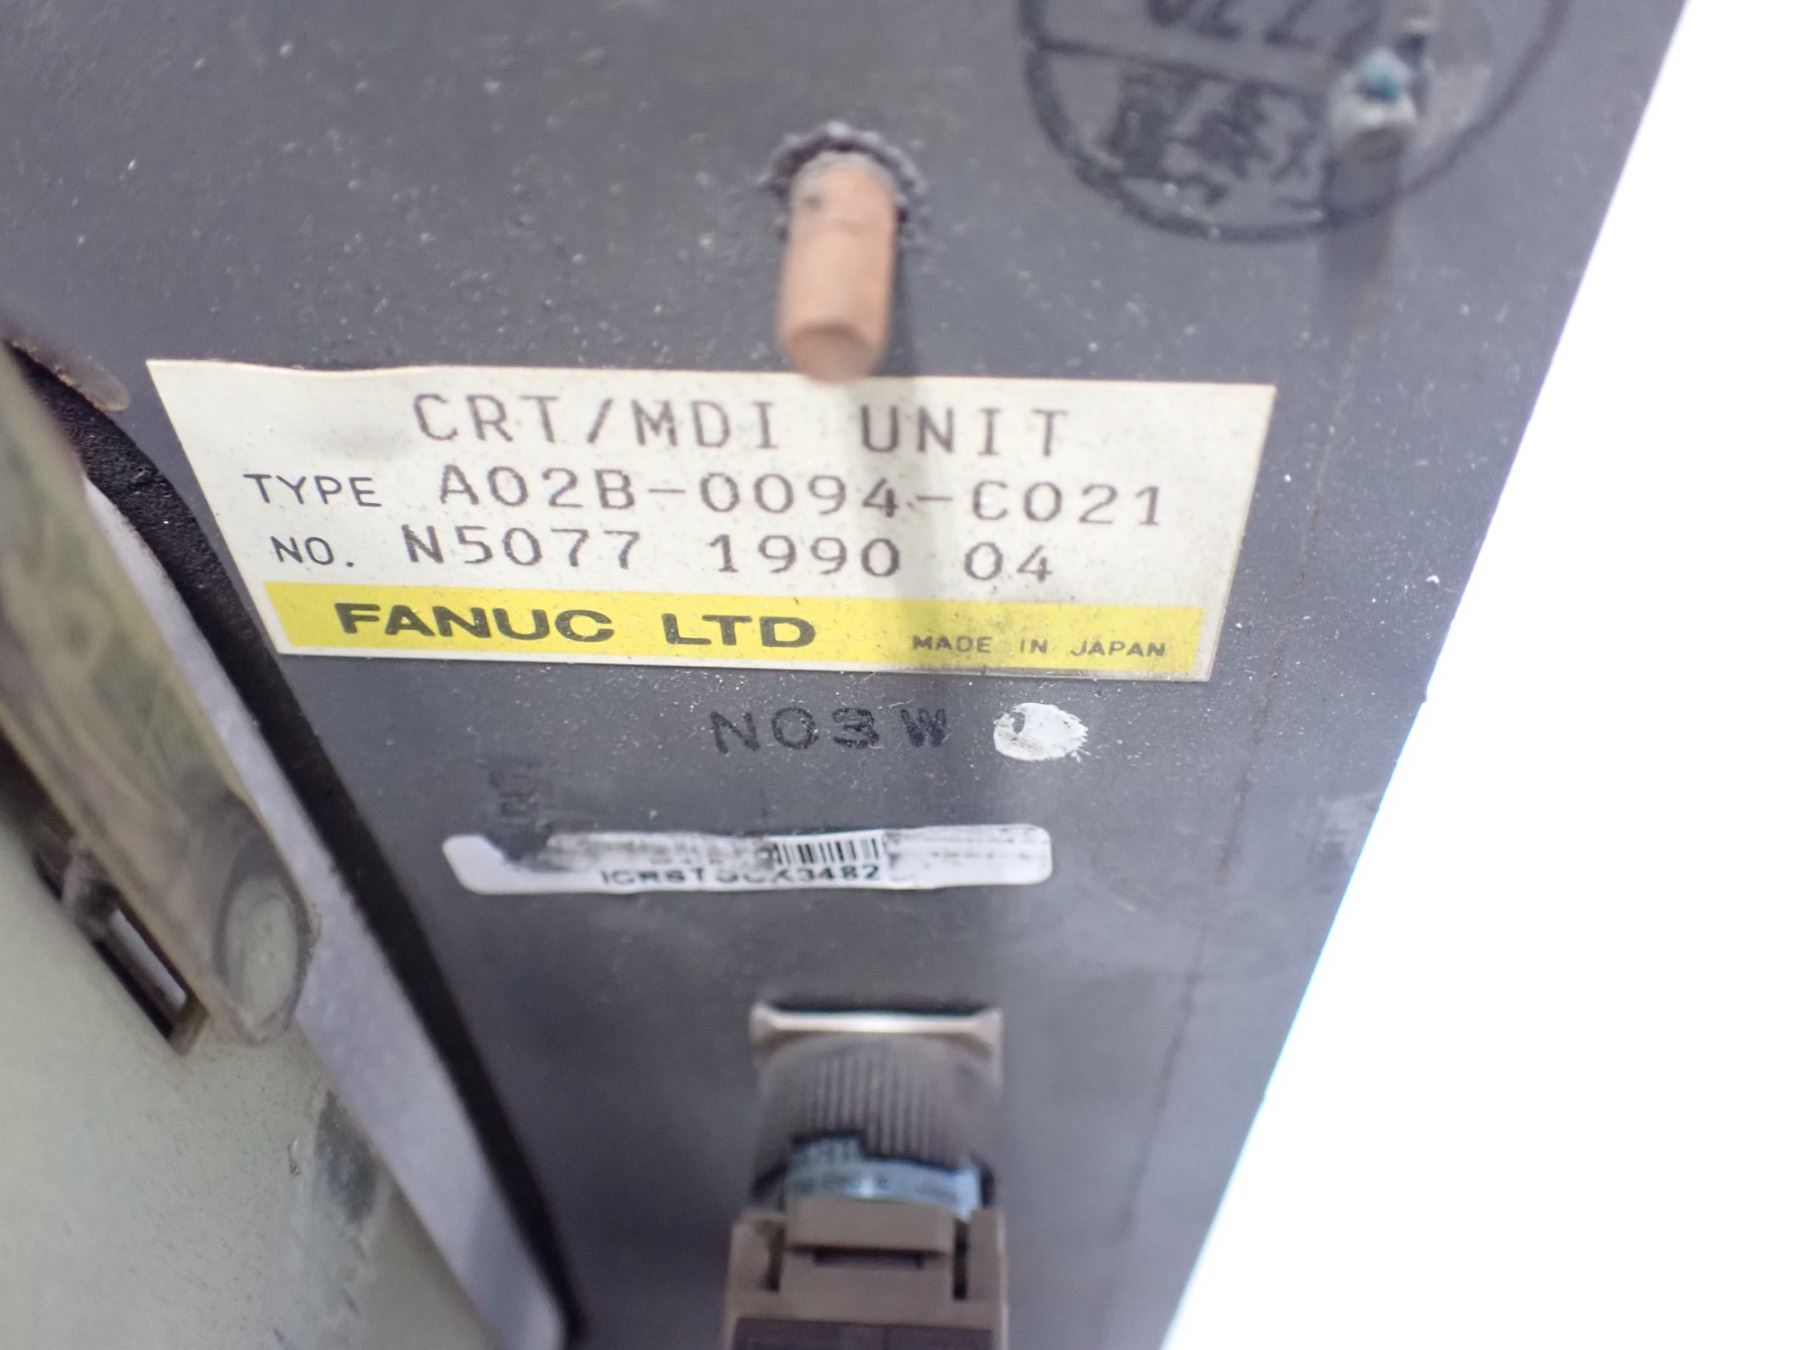 CRT/MDI UNIT
TYPE A02B-0094-C021
NO. N5077 1990 04
FANUC LTD MADE IN JAPAN
N03W